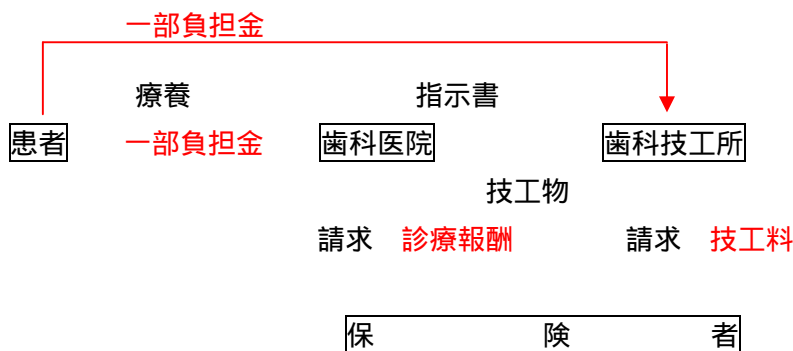 一部負担金
療養 指示書
患者 一部負担金 歯科医院 歯科技工所
技工物
請求 診療報酬 請求 技工料
保険者